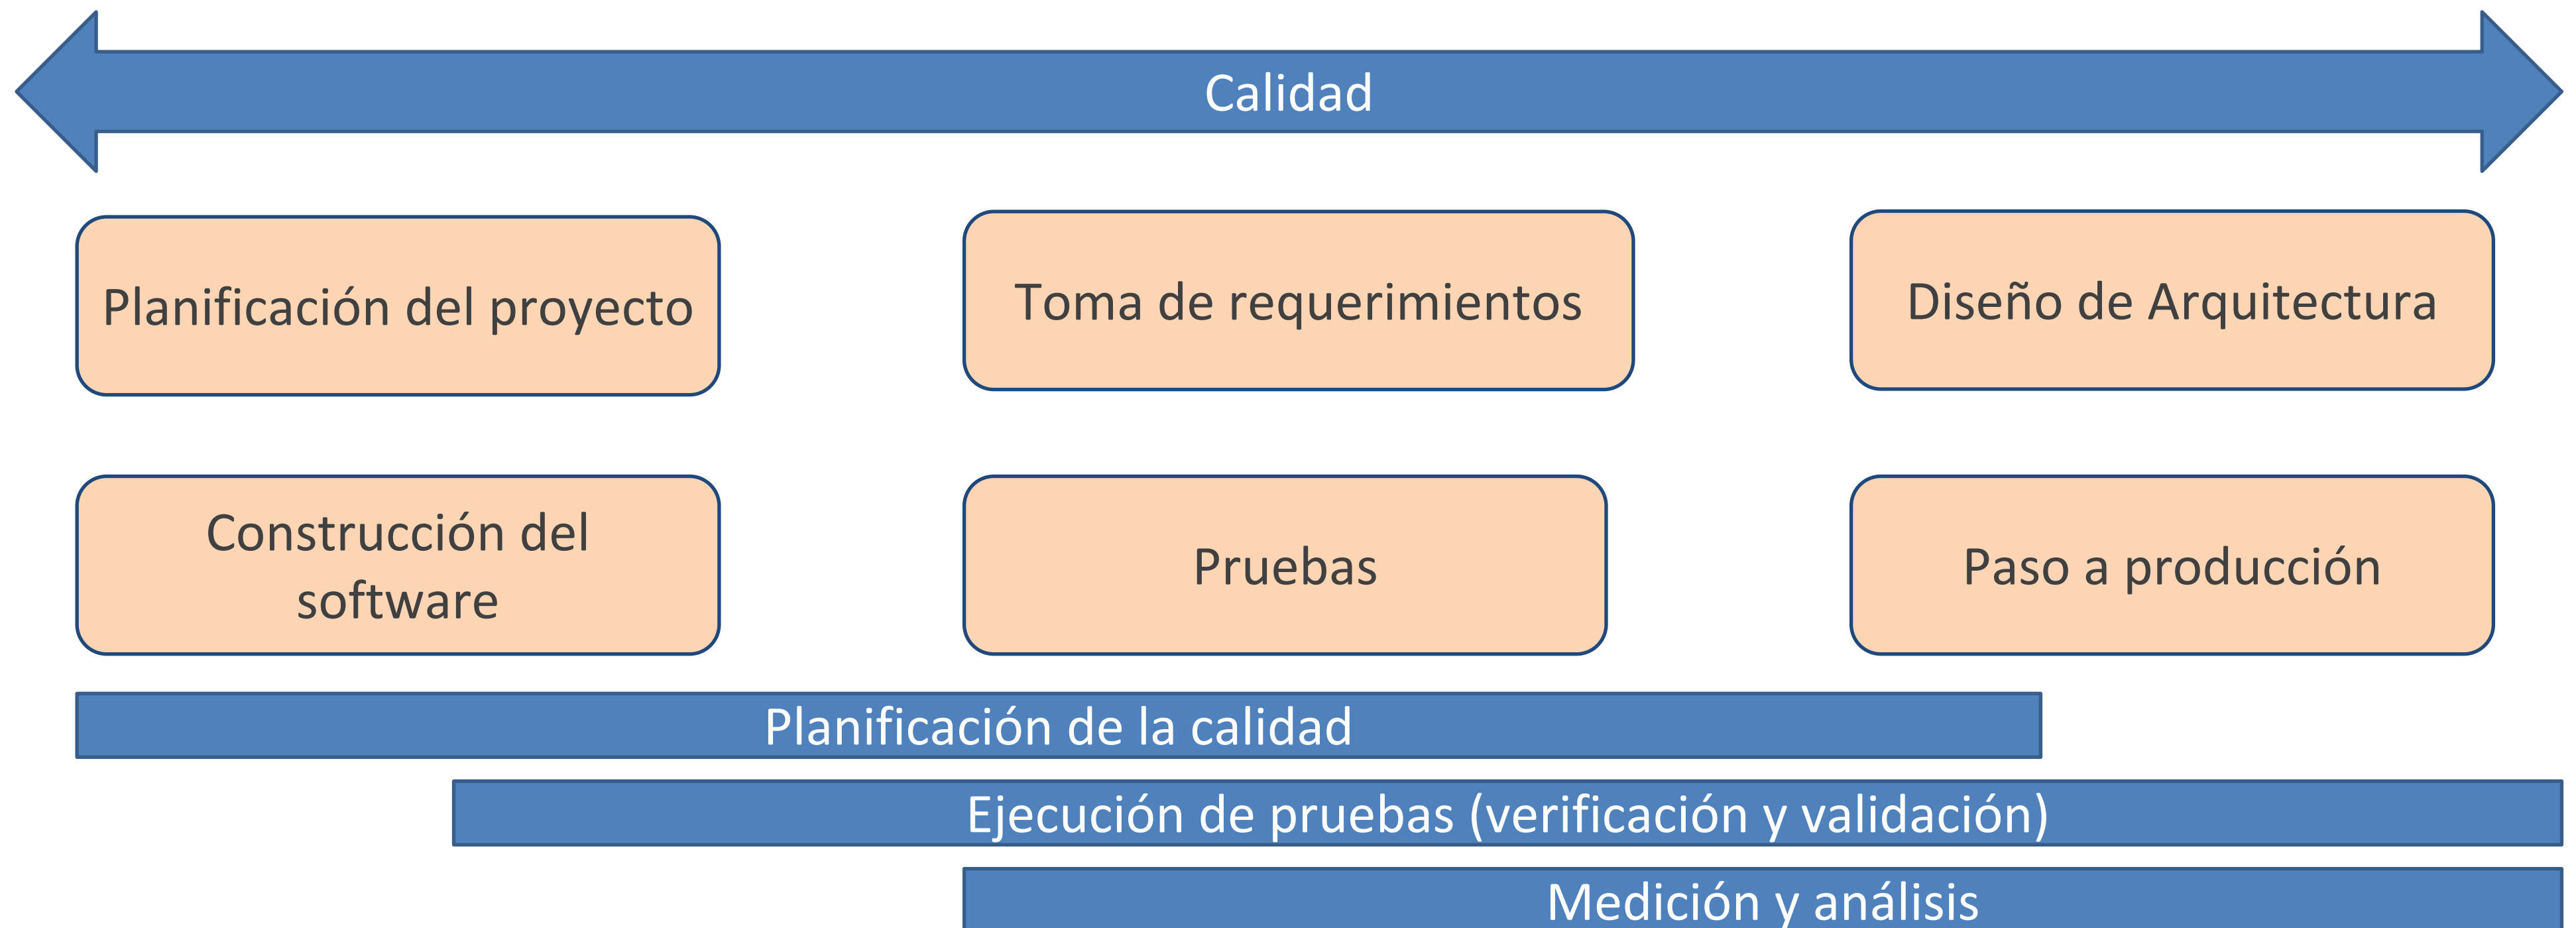 Calidad
Planificación del proyecto
Toma de requerimientos
Diseño de Arquitectura
Construcción del
software
Pruebas
Paso a producción
Planificación de la calidad
Ejecución de pruebas (verificación y validación)
Medición y análisis